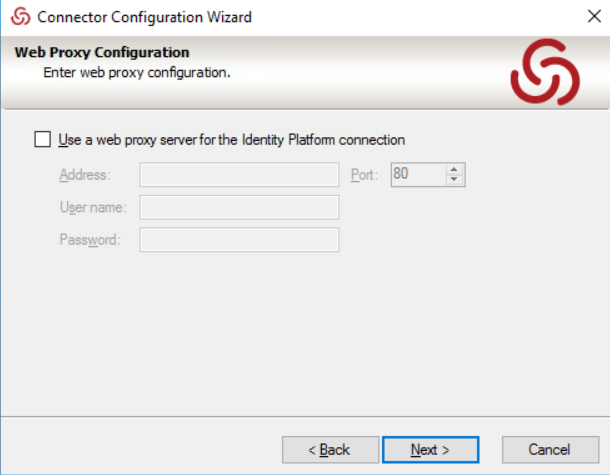 Connector Configuration Wizard
Web Proxy Configuration
Enter web proxy configuration.
Use a web proxy server for the Identity Platform connection
Address: Port: 80
User name:
Password:
< Back Next > Cancel